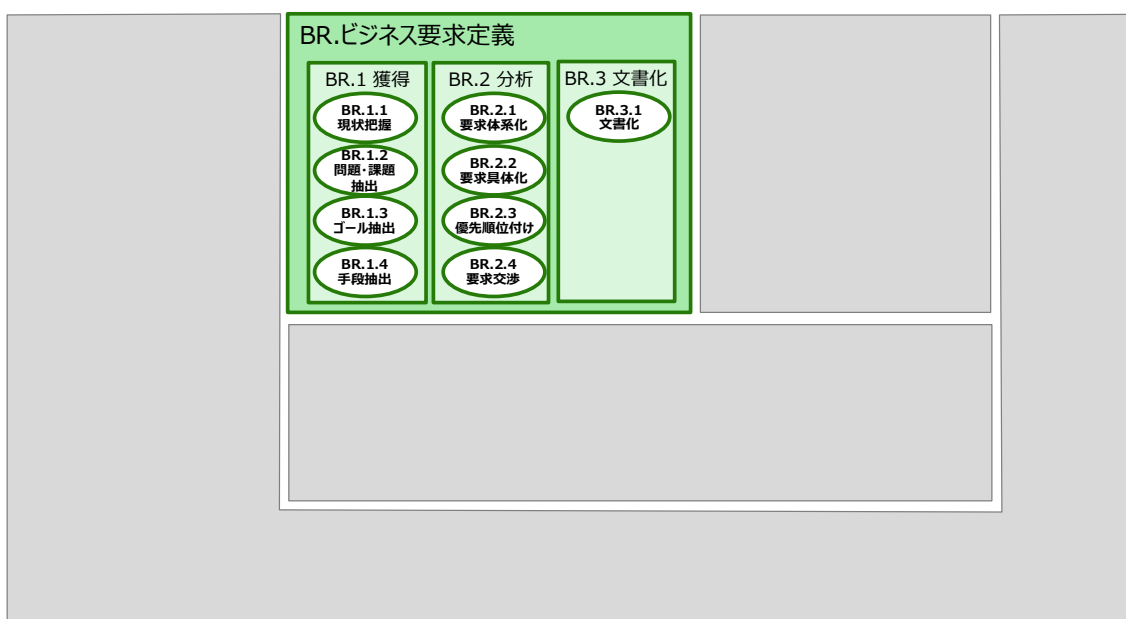 BR.ビジネス要求定義
BR.1 獲得
BR.1.1
現状把握
BR.1.2
問題・課題
抽出
BR.1.3
ゴール抽出
BR.1.4
手段抽出
BR.2 分析
BR.2.1
要求体系化
BR.2.2
要求具体化
BR.2.3
優先順位付け
BR.2.4
要求交渉
BR.3 文書化
BR.3.1
文書化